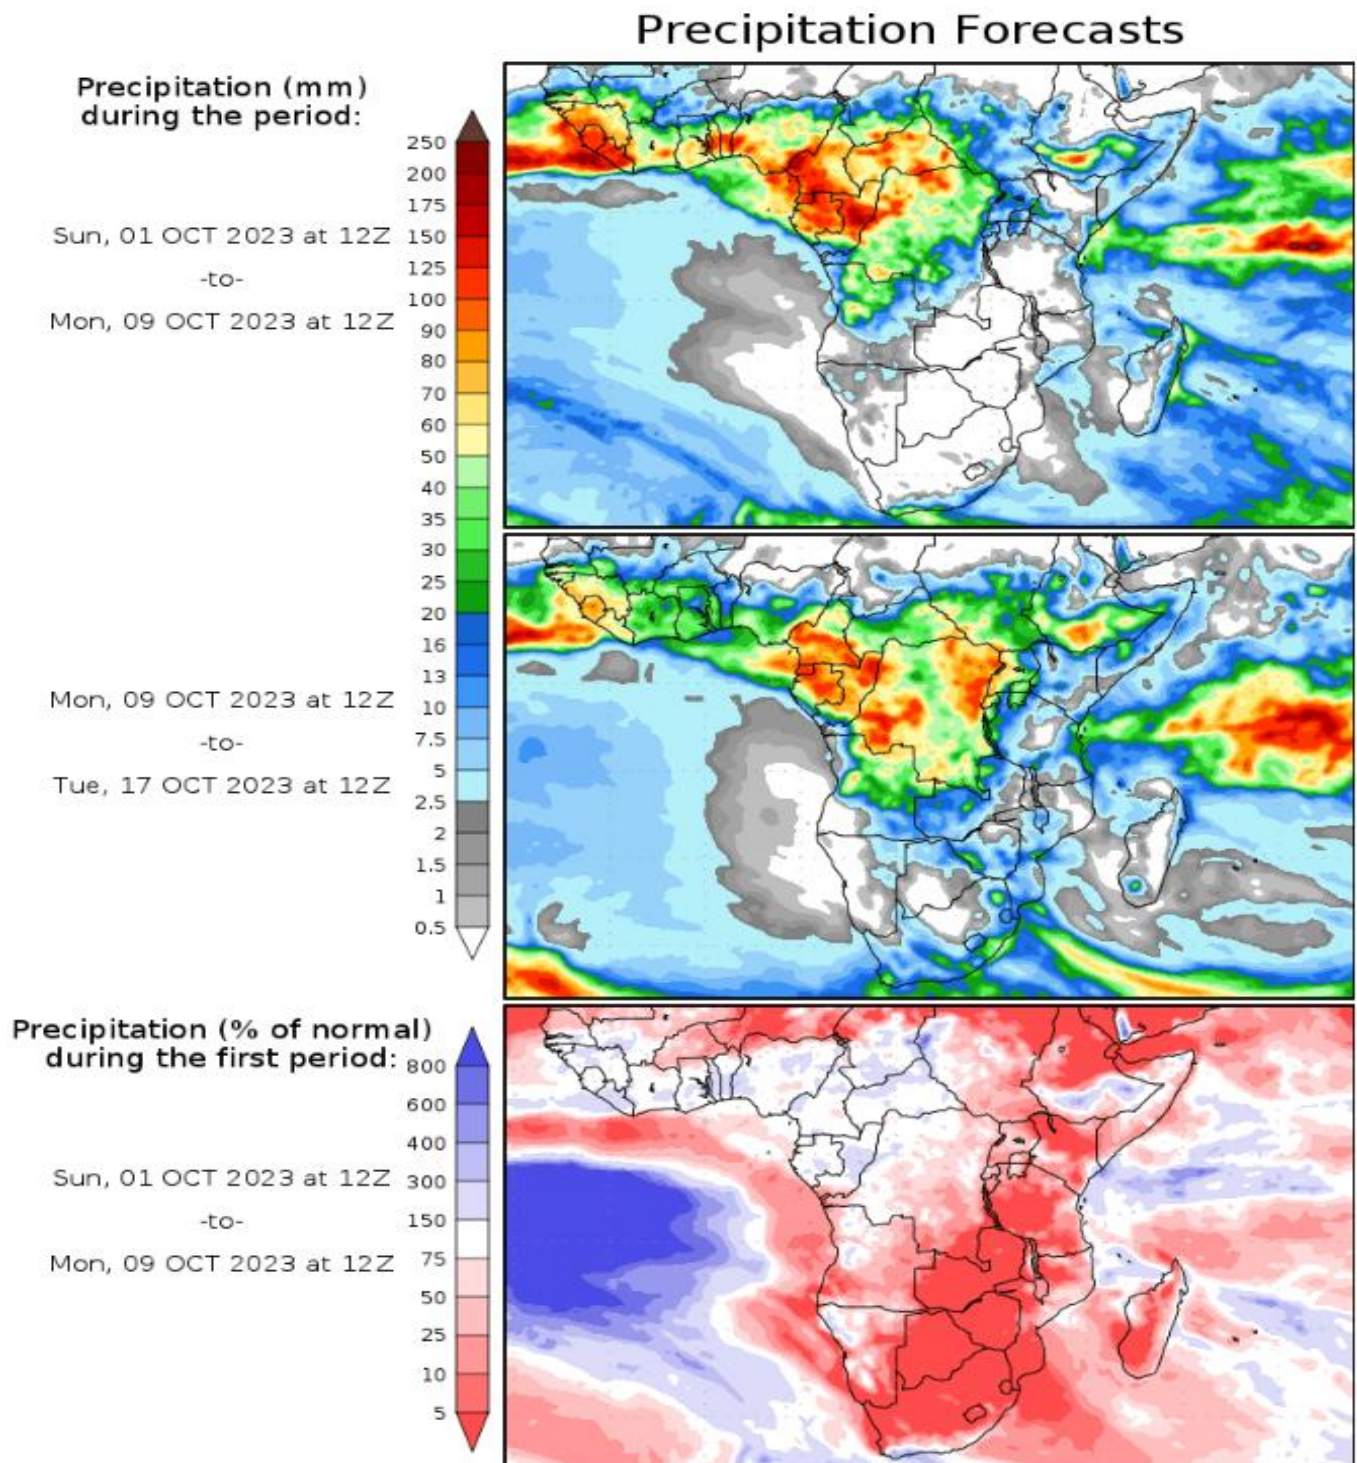 Precipitation Forecasts
Precipitation (mm)
during the period:
250
200
175
150
125
100
90
80
70
60
50
40
35
30
25
20
16
13
10
7.5
5
2.5
2
1.5
1
0.5
Sun, 01 OCT 2023 at 12Z
-to-
Mon, 09 OCT 2023 at 12Z
Mon, 09 OCT 2023 at 12Z
-to-
Tue, 17 OCT 2023 at 12Z
Precipitation (% of normal)
during the first period:
800
600
400
300
150
75
50
25
10
5
Sun, 01 OCT 2023 at 12Z
-to-
Mon, 09 OCT 2023 at 12Z